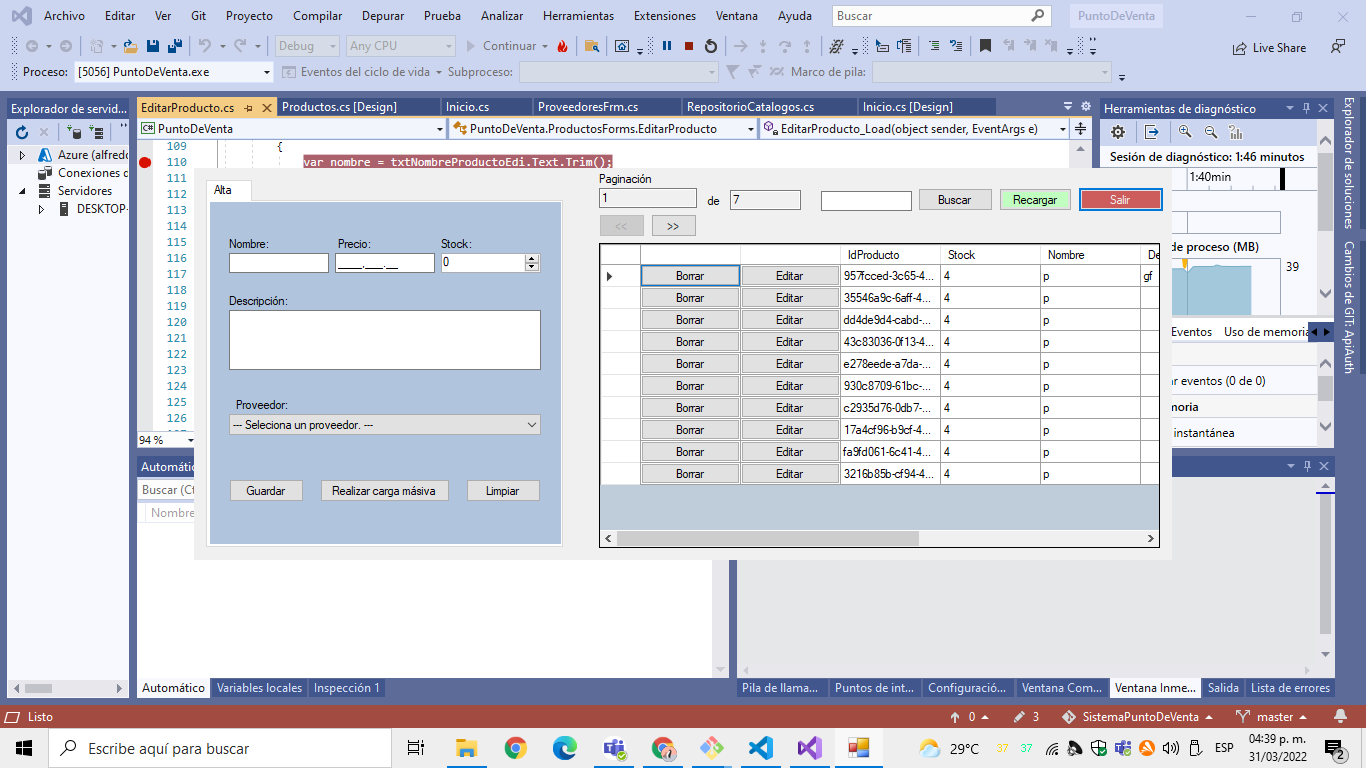 Archivo Editar Ver Git Proyecto Compilar Depurar Prueba Analizar Herramientas Extensiones Ventana Ayuda Buscar PuntoDeVenta
Debug Any CPU Continuar Live Share
Proceso: [5056] PuntoDeVenta.exe Eventos del ciclo de vida Subproceso: Marco de pila:
Explorador de servid...
EditarProducto.cs Productos.cs [Design] Inicio.cs ProveedoresFrm.cs RepositorioCatalogos.cs Inicio.cs [Design]
Herramientas de diagnóstico
PuntoDeVenta PuntoDeVenta.ProductosForms.EditarProducto EditarProducto_Load(object sender, EventArgs e)
Azure (alfredo
Conexiones d
Servidores
DESKTOP-
109 {
110 var nombre = txtNombreProductoEdi.Text.Trim();
111
112
113
114
115
116
117
118
119
120
121
122
123
124
125
126
94 %
Sesión de diagnóstico: 1:46 minutos
1:40min
de proceso (MB)
39
Eventos Uso de memoria
ar eventos (0 de 0)
moria
instantánea
Explorador de soluciones
Cambios de GIT: ApiAuth
Alta
Nombre: Precio: Stock:
____.___.__ 0
Descripción:
Proveedor:
--- Seleciona un proveedor. ---
Guardar Realizar carga másiva Limpiar
Paginación
1 de 7 Buscar Recargar Salir
<< >>
IdProducto Stock Nombre De
Borrar Editar 957fcced-3c65-4... 4 p gf
Borrar Editar 35546a9c-6aff-4... 4 p
Borrar Editar dd4de9d4-cabd-... 4 p
Borrar Editar 43c83036-0f13-4... 4 p
Borrar Editar e278eede-a7da-... 4 p
Borrar Editar 930c8709-61bc-... 4 p
Borrar Editar c2935d76-0db7-... 4 p
Borrar Editar 17a4cf96-b9cf-4... 4 p
Borrar Editar fa9fd061-6c41-4... 4 p
Borrar Editar 3216b85b-cf94-4... 4 p
Automátic
Buscar (Ct
Nombre
Automático Variables locales Inspección 1
Pila de llama... Puntos de int... Configuració... Ventana Com... Ventana Inme... Salida Lista de errores
Listo 0 3 SistemaPuntoDeVenta master
Escribe aquí para buscar
29°C 37 37 ESP
04:39 p. m.
31/03/2022
2